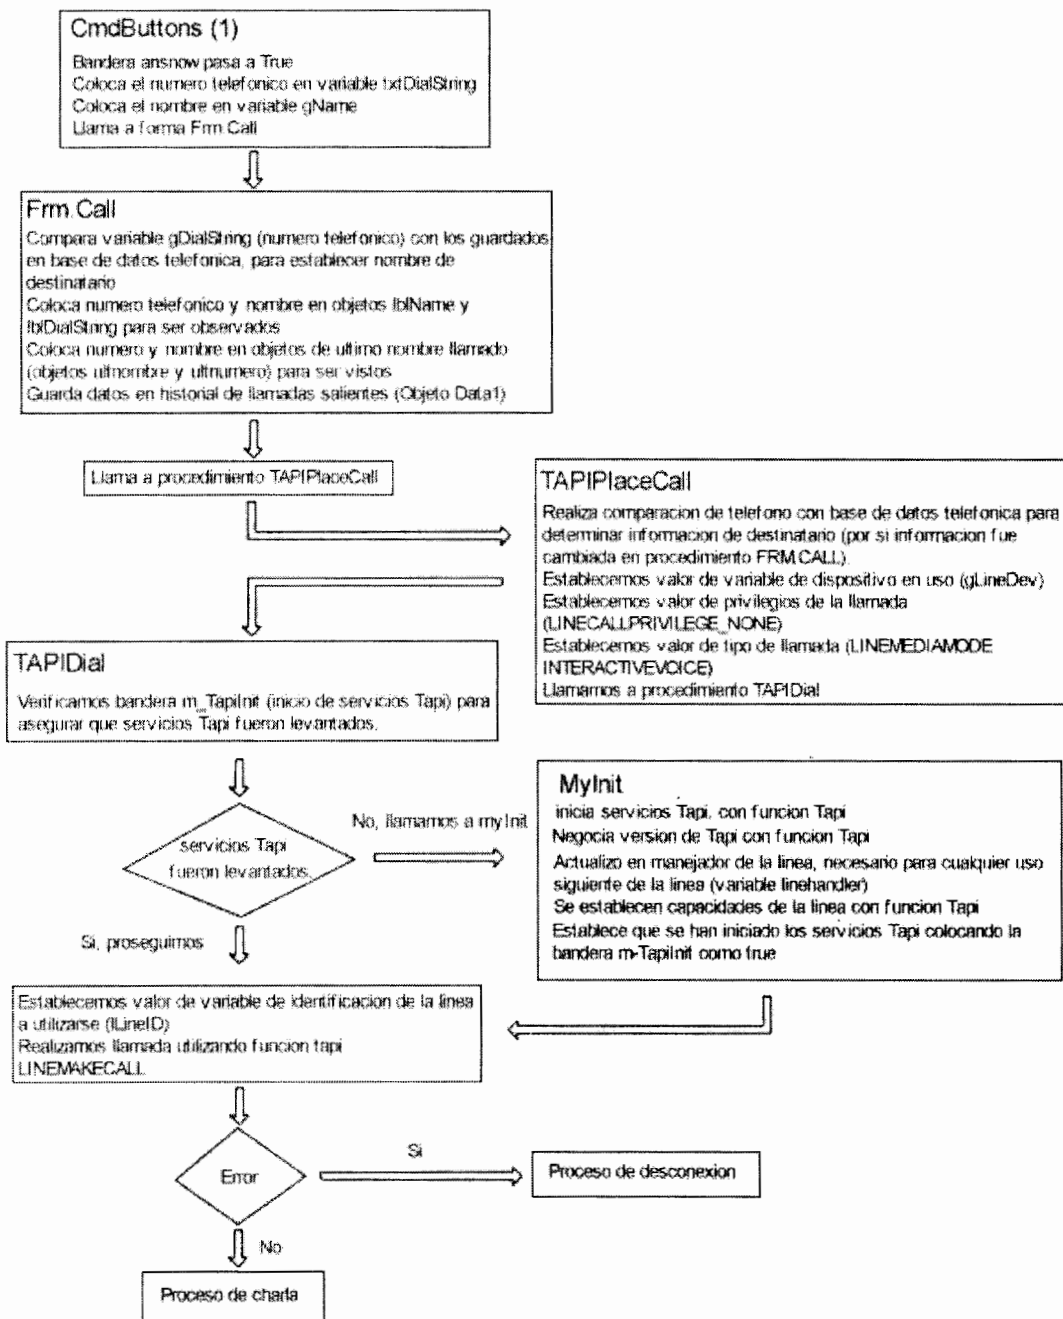 CmdButtons (1)
Bandera ansnow pasa a True
Coloca el numero telefonico en variable txtDialString
Coloca el nombre en variable gName
Llama a forma Frm.Call
Frm.Call
Compara variable gDialString (numero telefonico) con los guardados
en base de datos telefonica, para establecer nombre de
destinatario
Coloca numero telefonico y nombre en objetos lblName y
lblDialString para ser observados
Coloca numero y nombre en objetos de ultimo nombre llamado
(objetos ultnombre y ultnumero) para ser vistos
Guarda datos en historial de llamadas salientes (Objeto Data1)
Llama a procedimiento TAPIPlaceCall
TAPIPlaceCall
Realiza comparacion de telefono con base de datos telefonica para
determinar informacion de destinatario (por si informacion fue
cambiada en procedimiento FRM.CALL).
Establecemos valor de variable de dispositivo en uso (gLineDev)
Establecemos valor de privilegios de la llamada
(LINECALLPRIVILEGE_NONE)
Establecemos valor de tipo de llamada (LINEMEDIAMODE
INTERACTIVEVOICE)
Llamamos a procedimiento TAPIDial
TAPIDial
Verificamos bandera m_TapiInit (inicio de servicios Tapi) para
asegurar que servicios Tapi fueron levantados.
servicios Tapi
fueron levantados
No, llamamos a myInit
MyInit
inicia servicios Tapi, con funcion Tapi
Negocia version de Tapi con funcion Tapi
Actualizo en manejador de la linea, necesario para cualquier uso
siguiente de la linea (variable linehandler)
Se establecen capacidades de la linea con funcion Tapi
Establece que se han iniciado los servicios Tapi colocando la
bandera m-TapiInit como true
Si, proseguimos
Establecemos valor de variable de identificacion de la linea
a utilizarse (lLineID)
Realizamos llamada utilizando funcion tapi
LINEMAKECALL
Error
Si
Proceso de desconexion
No
Proceso de charla